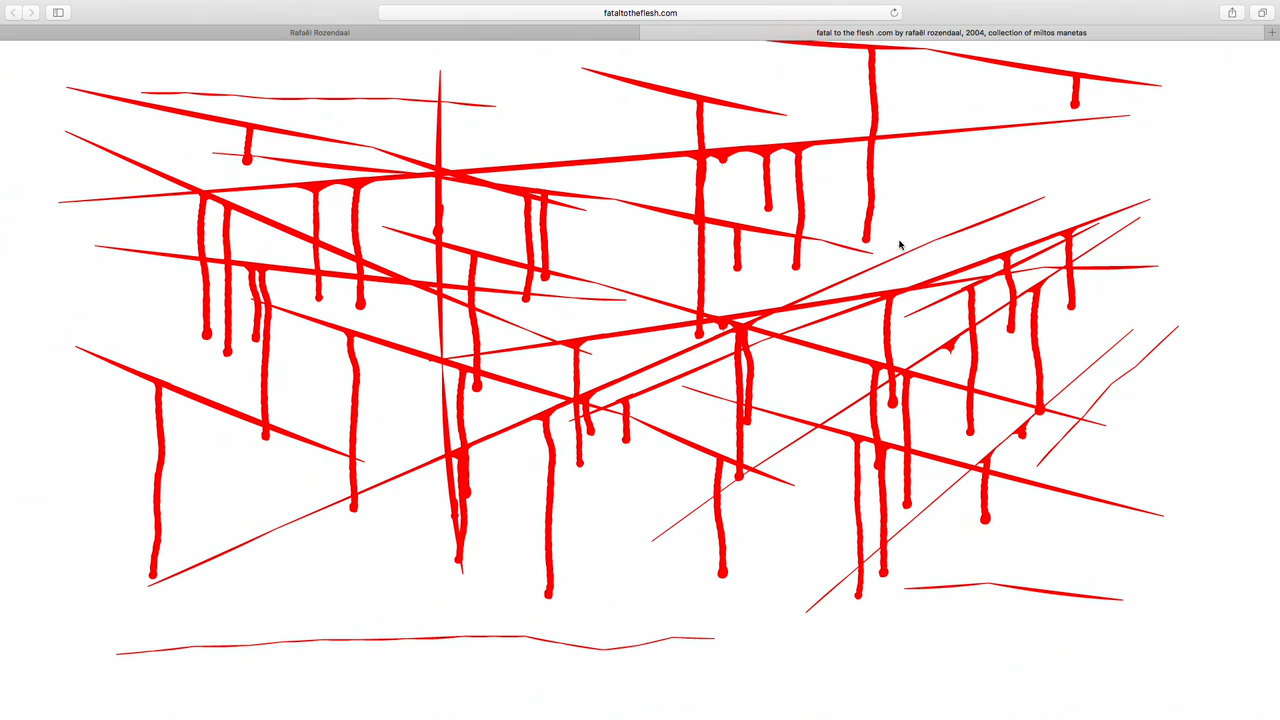 fataltotheflesh.com
Rafaël Rozendaal
fatal to the flesh .com by rafaël rozendaal, 2004, collection of miltos manetas